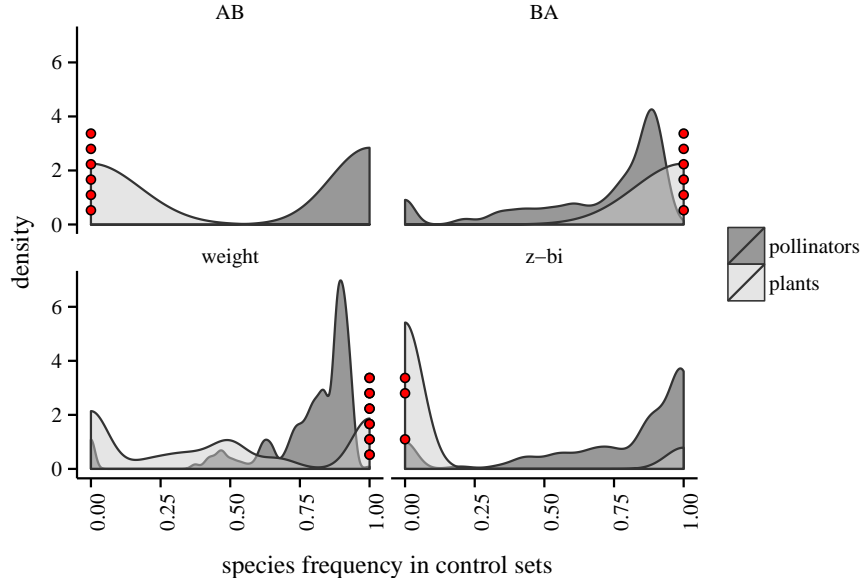 AB
BA
6
4
2
0
density
weight
z−bi
6
4
2
0
0.00
0.25
0.50
0.75
1.00
0.00
0.25
0.50
0.75
1.00
species frequency in control sets
pollinators
plants